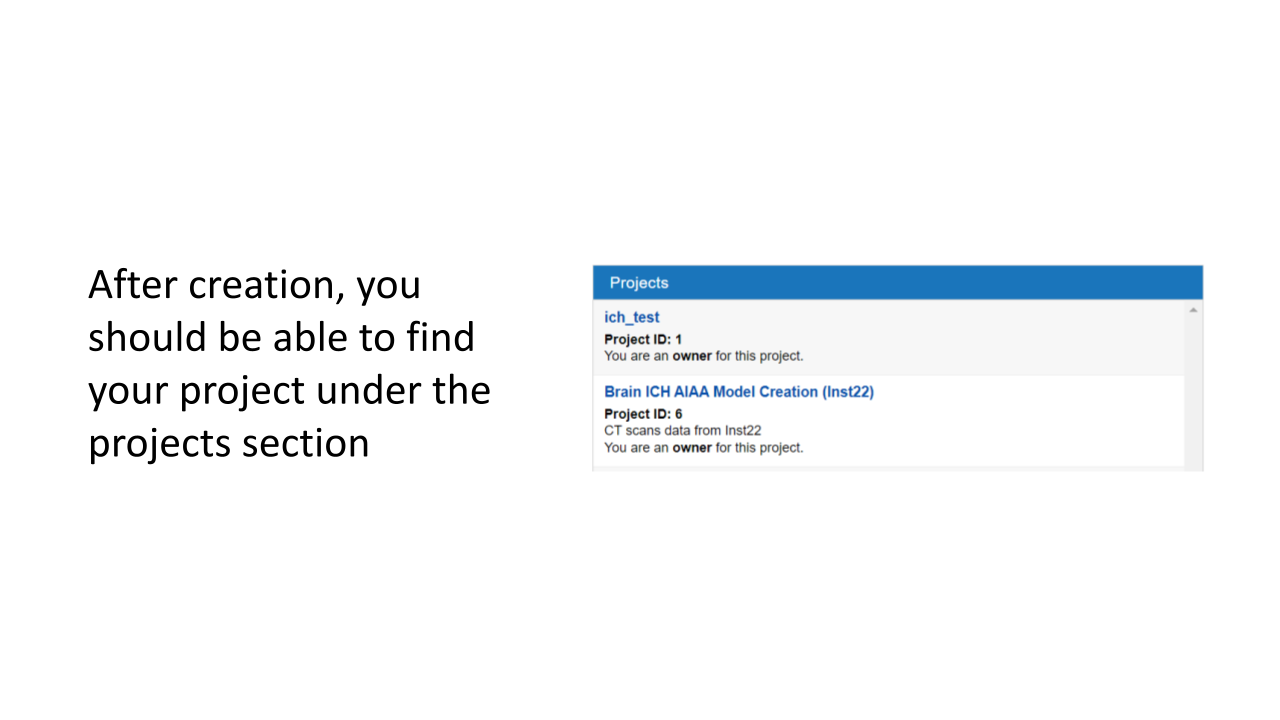 After creation, you
should be able to find
your project under the
projects section
Projects
ich_test
Project ID: 1
You are an owner for this project.
Brain ICH AIAA Model Creation (Inst22)
Project ID: 6
CT scans data from Inst22
You are an owner for this project.